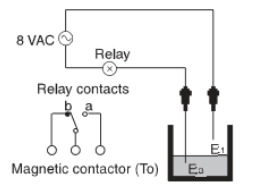 8 VAC
Relay
Relay contacts
b a
E1
E3
Magnetic contactor (To)